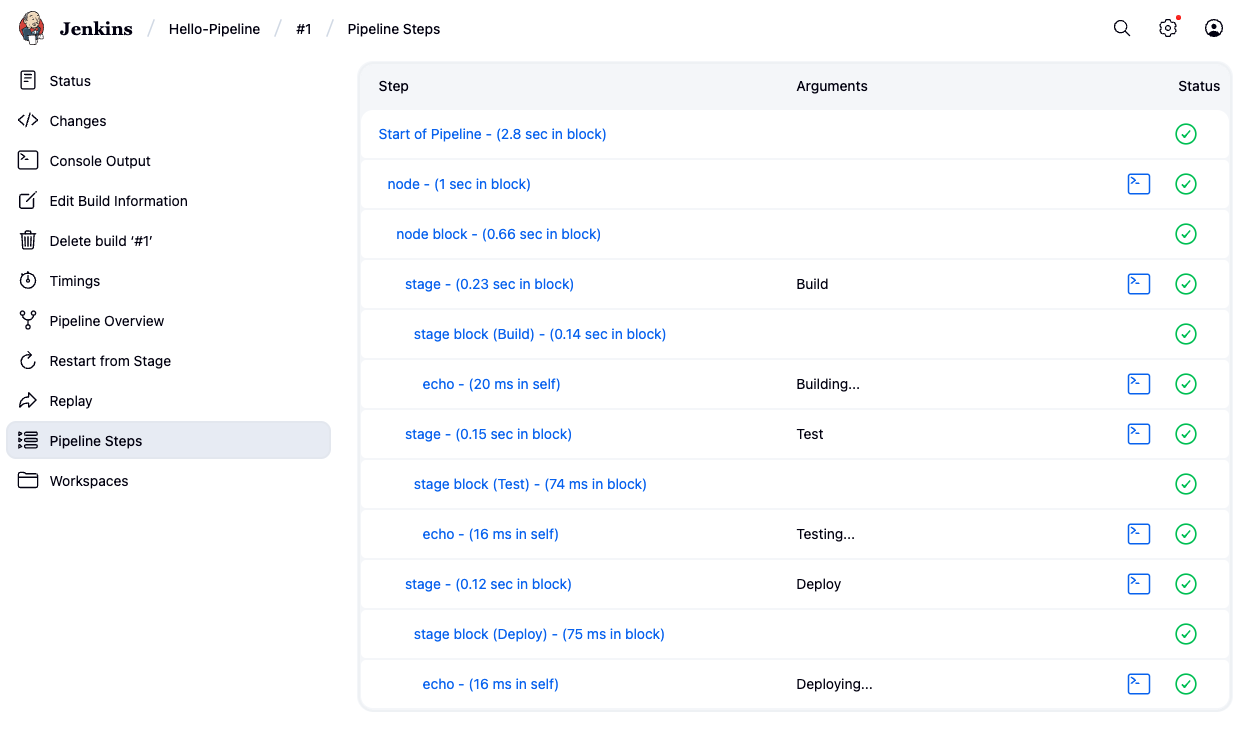 Jenkins / Hello-Pipeline / #1 / Pipeline Steps
Status
Changes
Console Output
Edit Build Information
Delete build ‘#1’
Timings
Pipeline Overview
Restart from Stage
Replay
Pipeline Steps
Workspaces
Step Arguments Status
Start of Pipeline - (2.8 sec in block)
node - (1 sec in block)
node block - (0.66 sec in block)
stage - (0.23 sec in block) Build
stage block (Build) - (0.14 sec in block)
echo - (20 ms in self) Building...
stage - (0.15 sec in block) Test
stage block (Test) - (74 ms in block)
echo - (16 ms in self) Testing...
stage - (0.12 sec in block) Deploy
stage block (Deploy) - (75 ms in block)
echo - (16 ms in self) Deploying...